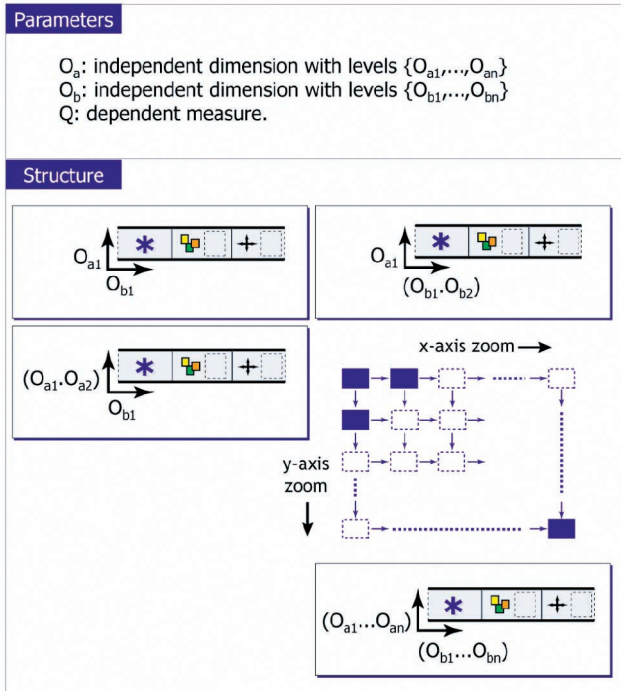 Parameters
Oa: independent dimension with levels {Oa1,...,Oan}
Ob: independent dimension with levels {Ob1,...,Obn}
Q: dependent measure.
Structure
Oa1
Ob1
Oa1
(Ob1.Ob2)
(Oa1.Oa2)
Ob1
x-axis zoom
y-axis
zoom
(Oa1...Oan)
(Ob1...Obn)